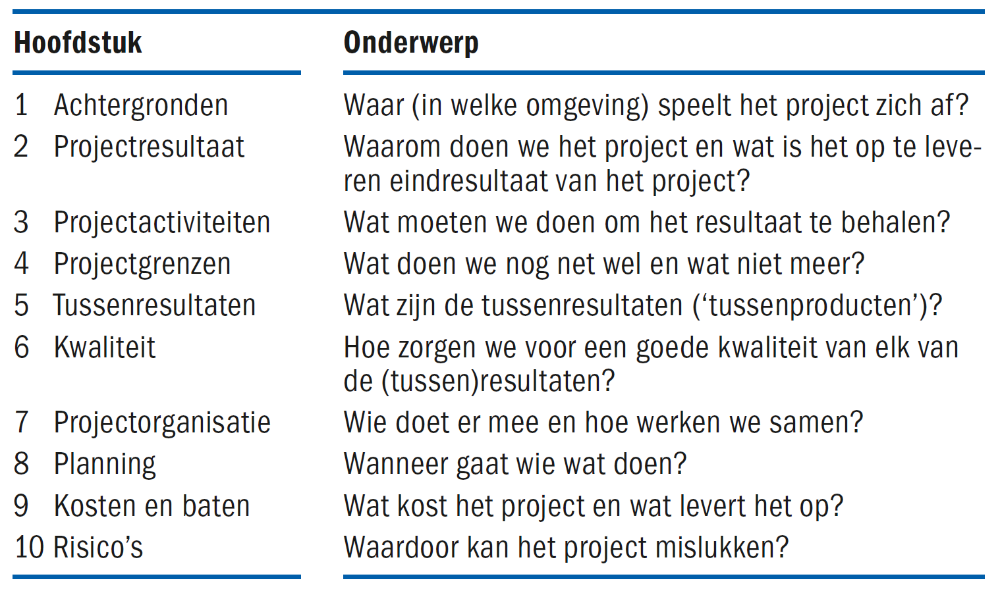 Hoofdstuk Onderwerp
1 Achtergronden Waar (in welke omgeving) speelt het project zich af?
2 Projectresultaat Waarom doen we het project en wat is het op te leve-
ren eindresultaat van het project?
3 Projectactiviteiten Wat moeten we doen om het resultaat te behalen?
4 Projectgrenzen Wat doen we nog net wel en wat niet meer?
5 Tussenresultaten Wat zijn de tussenresultaten (‘tussenproducten’)?
6 Kwaliteit Hoe zorgen we voor een goede kwaliteit van elk van
de (tussen)resultaten?
7 Projectorganisatie Wie doet er mee en hoe werken we samen?
8 Planning Wanneer gaat wie wat doen?
9 Kosten en baten Wat kost het project en wat levert het op?
10 Risico’s Waardoor kan het project mislukken?